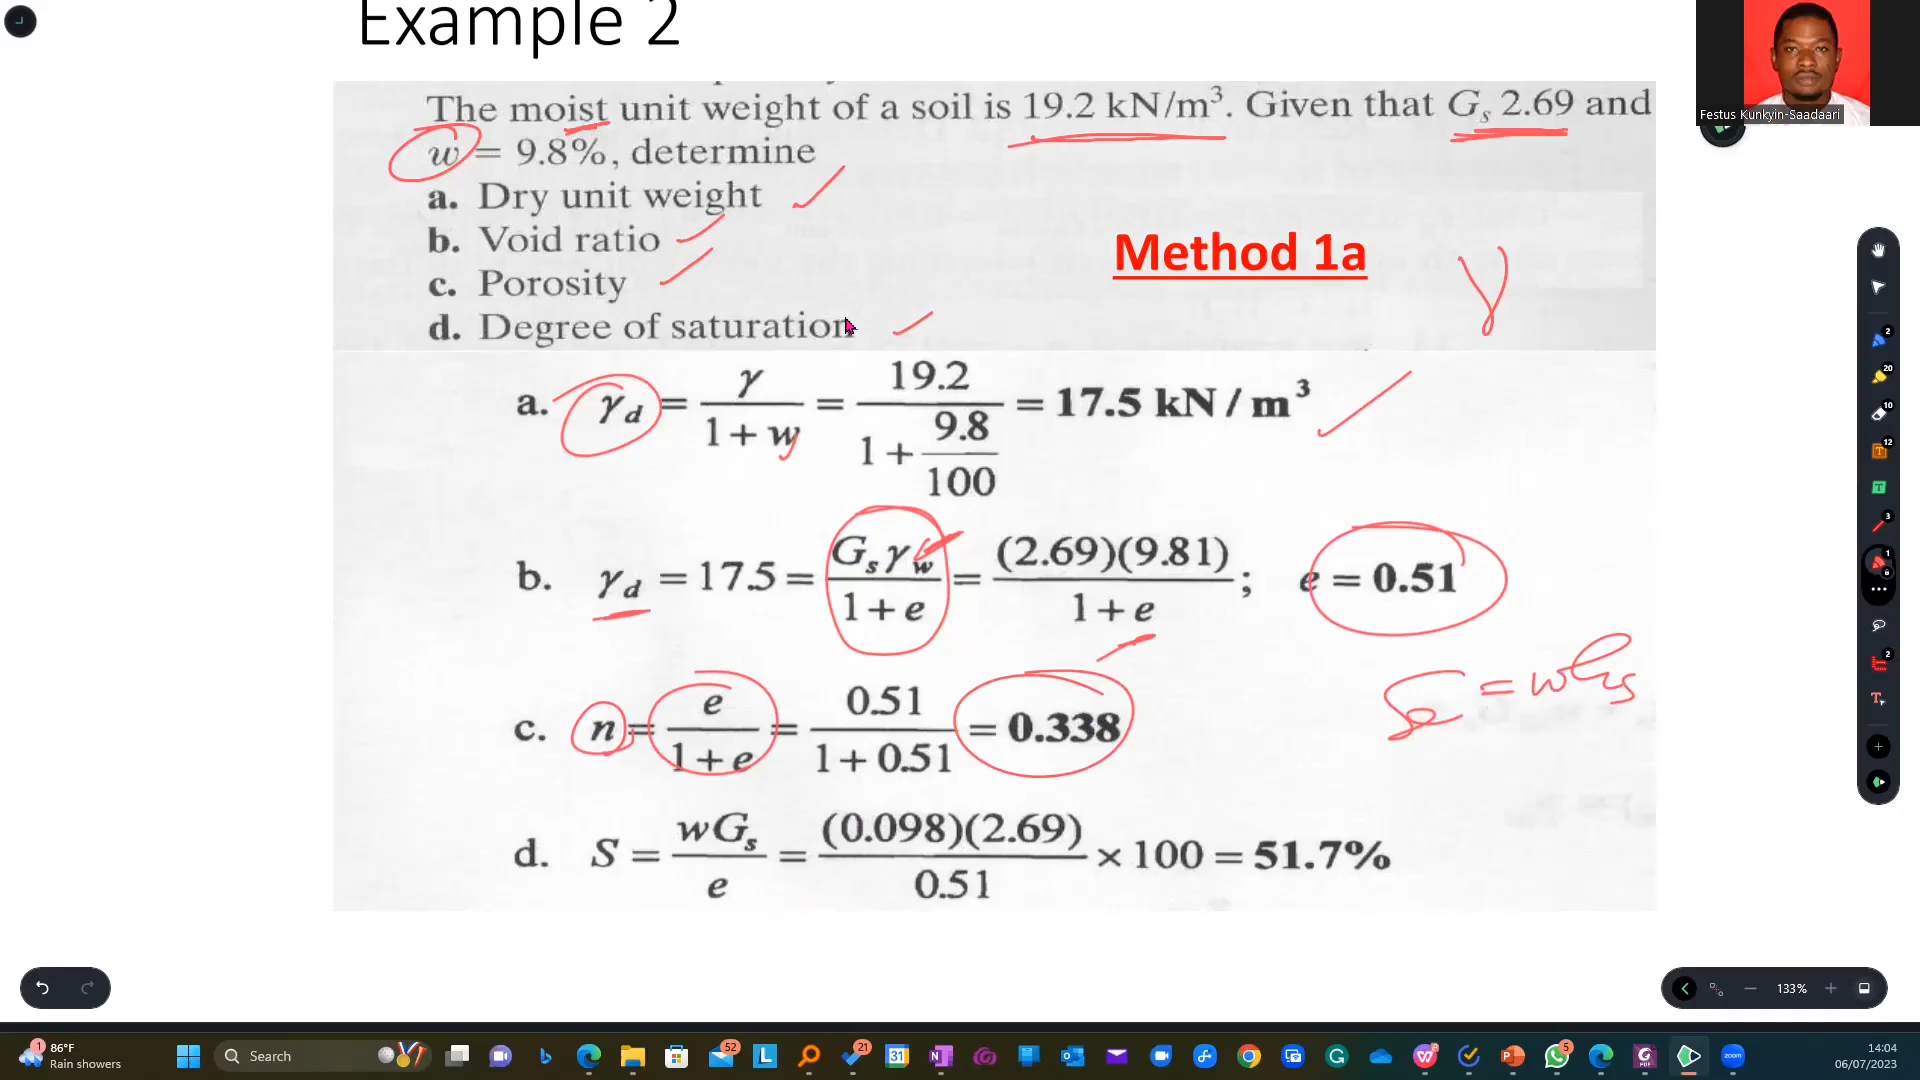 Example 2
Festus Kunkyin-Saadaari
The moist unit weight of a soil is 19.2 kN/m³. Given that Gₛ 2.69 and
w = 9.8%, determine
a. Dry unit weight
b. Void ratio
c. Porosity
d. Degree of saturation
Method 1a
γ
a. γd = γ / (1 + w) = 19.2 / (1 + 9.8/100) = 17.5 kN / m³
b. γd = 17.5 = Gsγw / (1 + e) = (2.69)(9.81) / (1 + e) ; e = 0.51
Se = wGs
c. n = e / (1 + e) = 0.51 / (1 + 0.51) = 0.338
d. S = wGs / e = (0.098)(2.69) / 0.51 × 100 = 51.7%
133%
86°F
Rain showers
Search
14:04
06/07/2023